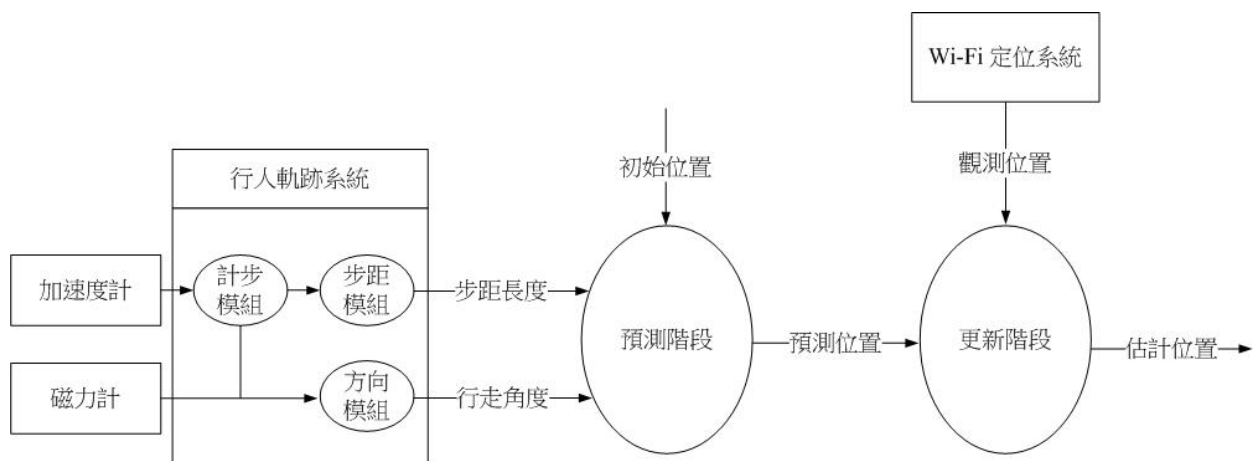 Wi-Fi 定位系統
初始位置
觀測位置
行人軌跡系統
加速度計
計步
模組
步距
模組
步距長度
預測階段
預測位置
更新階段
估計位置
磁力計
方向
模組
行走角度